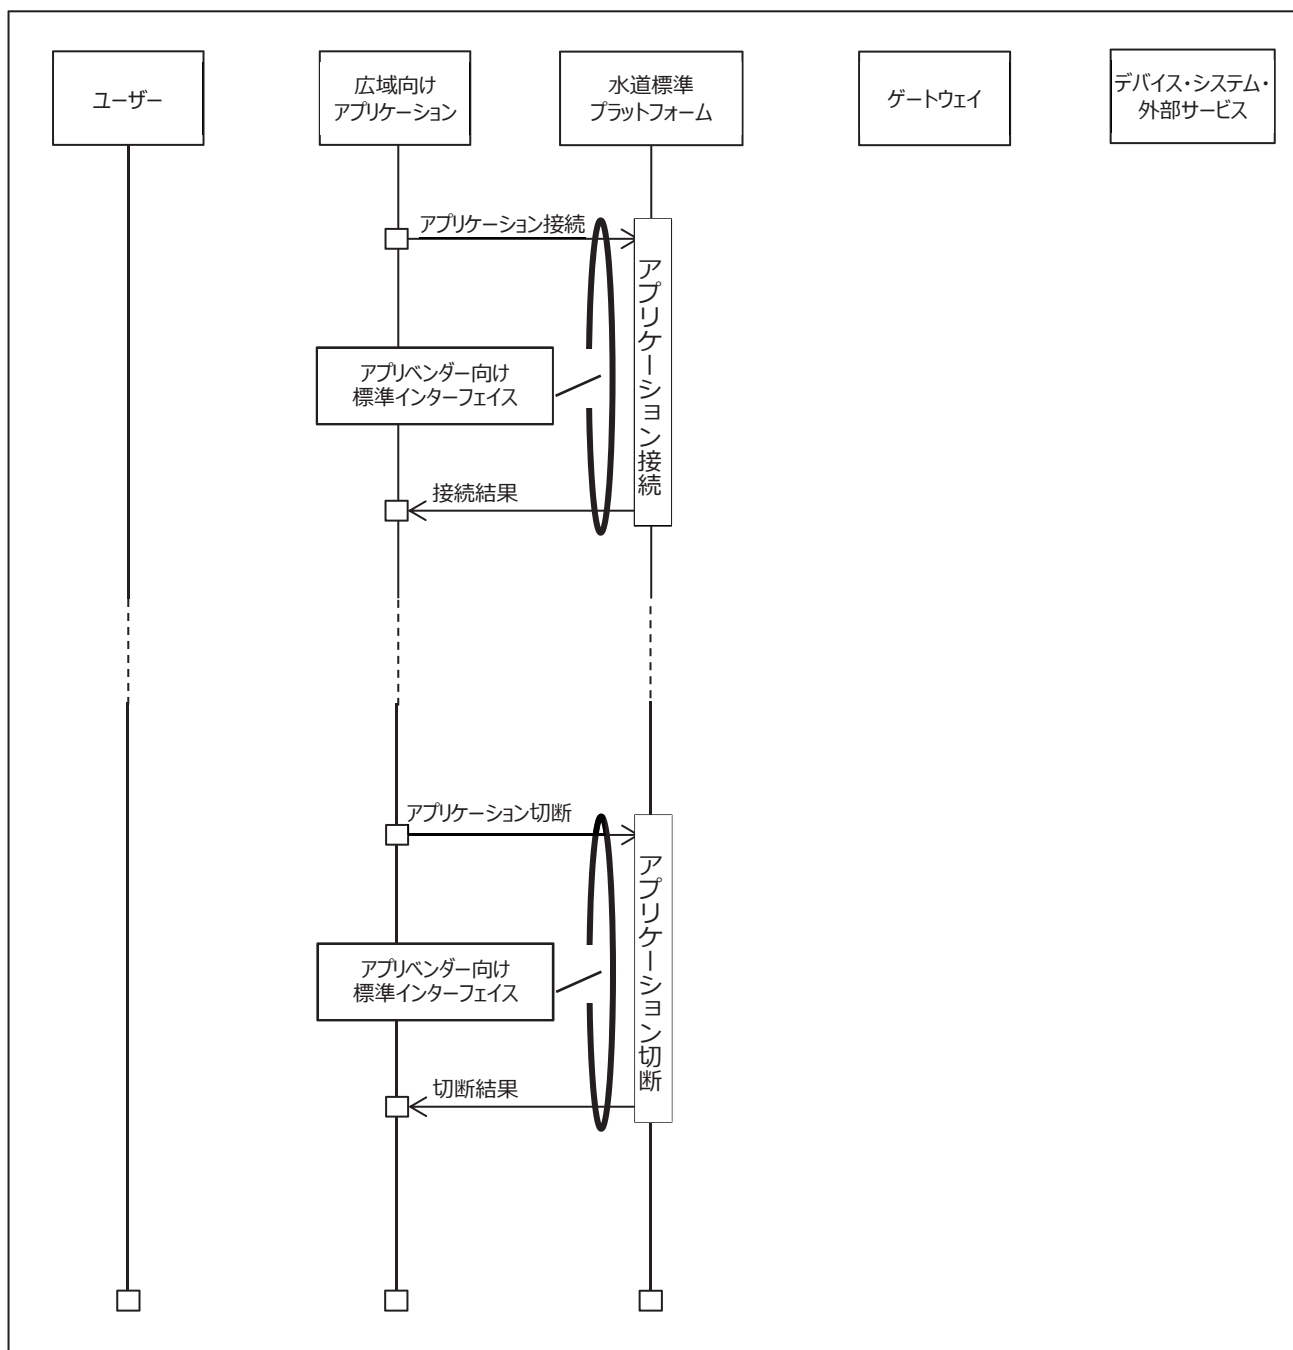 ユーザー
広域向け
アプリケーション
水道標準
プラットフォーム
ゲートウェイ
デバイス・システム・
外部サービス
アプリケーション接続
アプリケーション接続
アプリベンダー向け
標準インターフェイス
接続結果
アプリケーション切断
アプリケーション切断
アプリベンダー向け
標準インターフェイス
切断結果